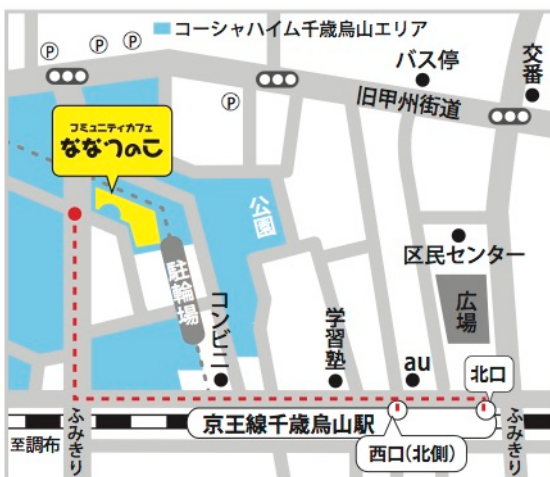 コーシャハイム千歳烏山エリア
Ⓟ
Ⓟ
Ⓟ
バス停
交番
Ⓟ
旧甲州街道
コミュニティカフェ
ななつのこ
公園
区民センター
駐輪場
広場
コンビニ
学習塾
au
北口
京王線千歳烏山駅
ふみきり
ふみきり
至調布
西口(北側)